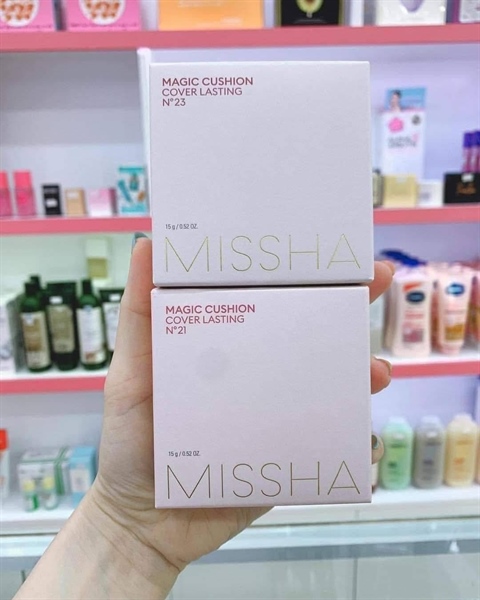 MAGIC CUSHION
COVER LASTING
N°23
15 g / 0.52 OZ.
MISSHA
MAGIC CUSHION
COVER LASTING
N°21
15 g / 0.52 OZ.
MISSHA